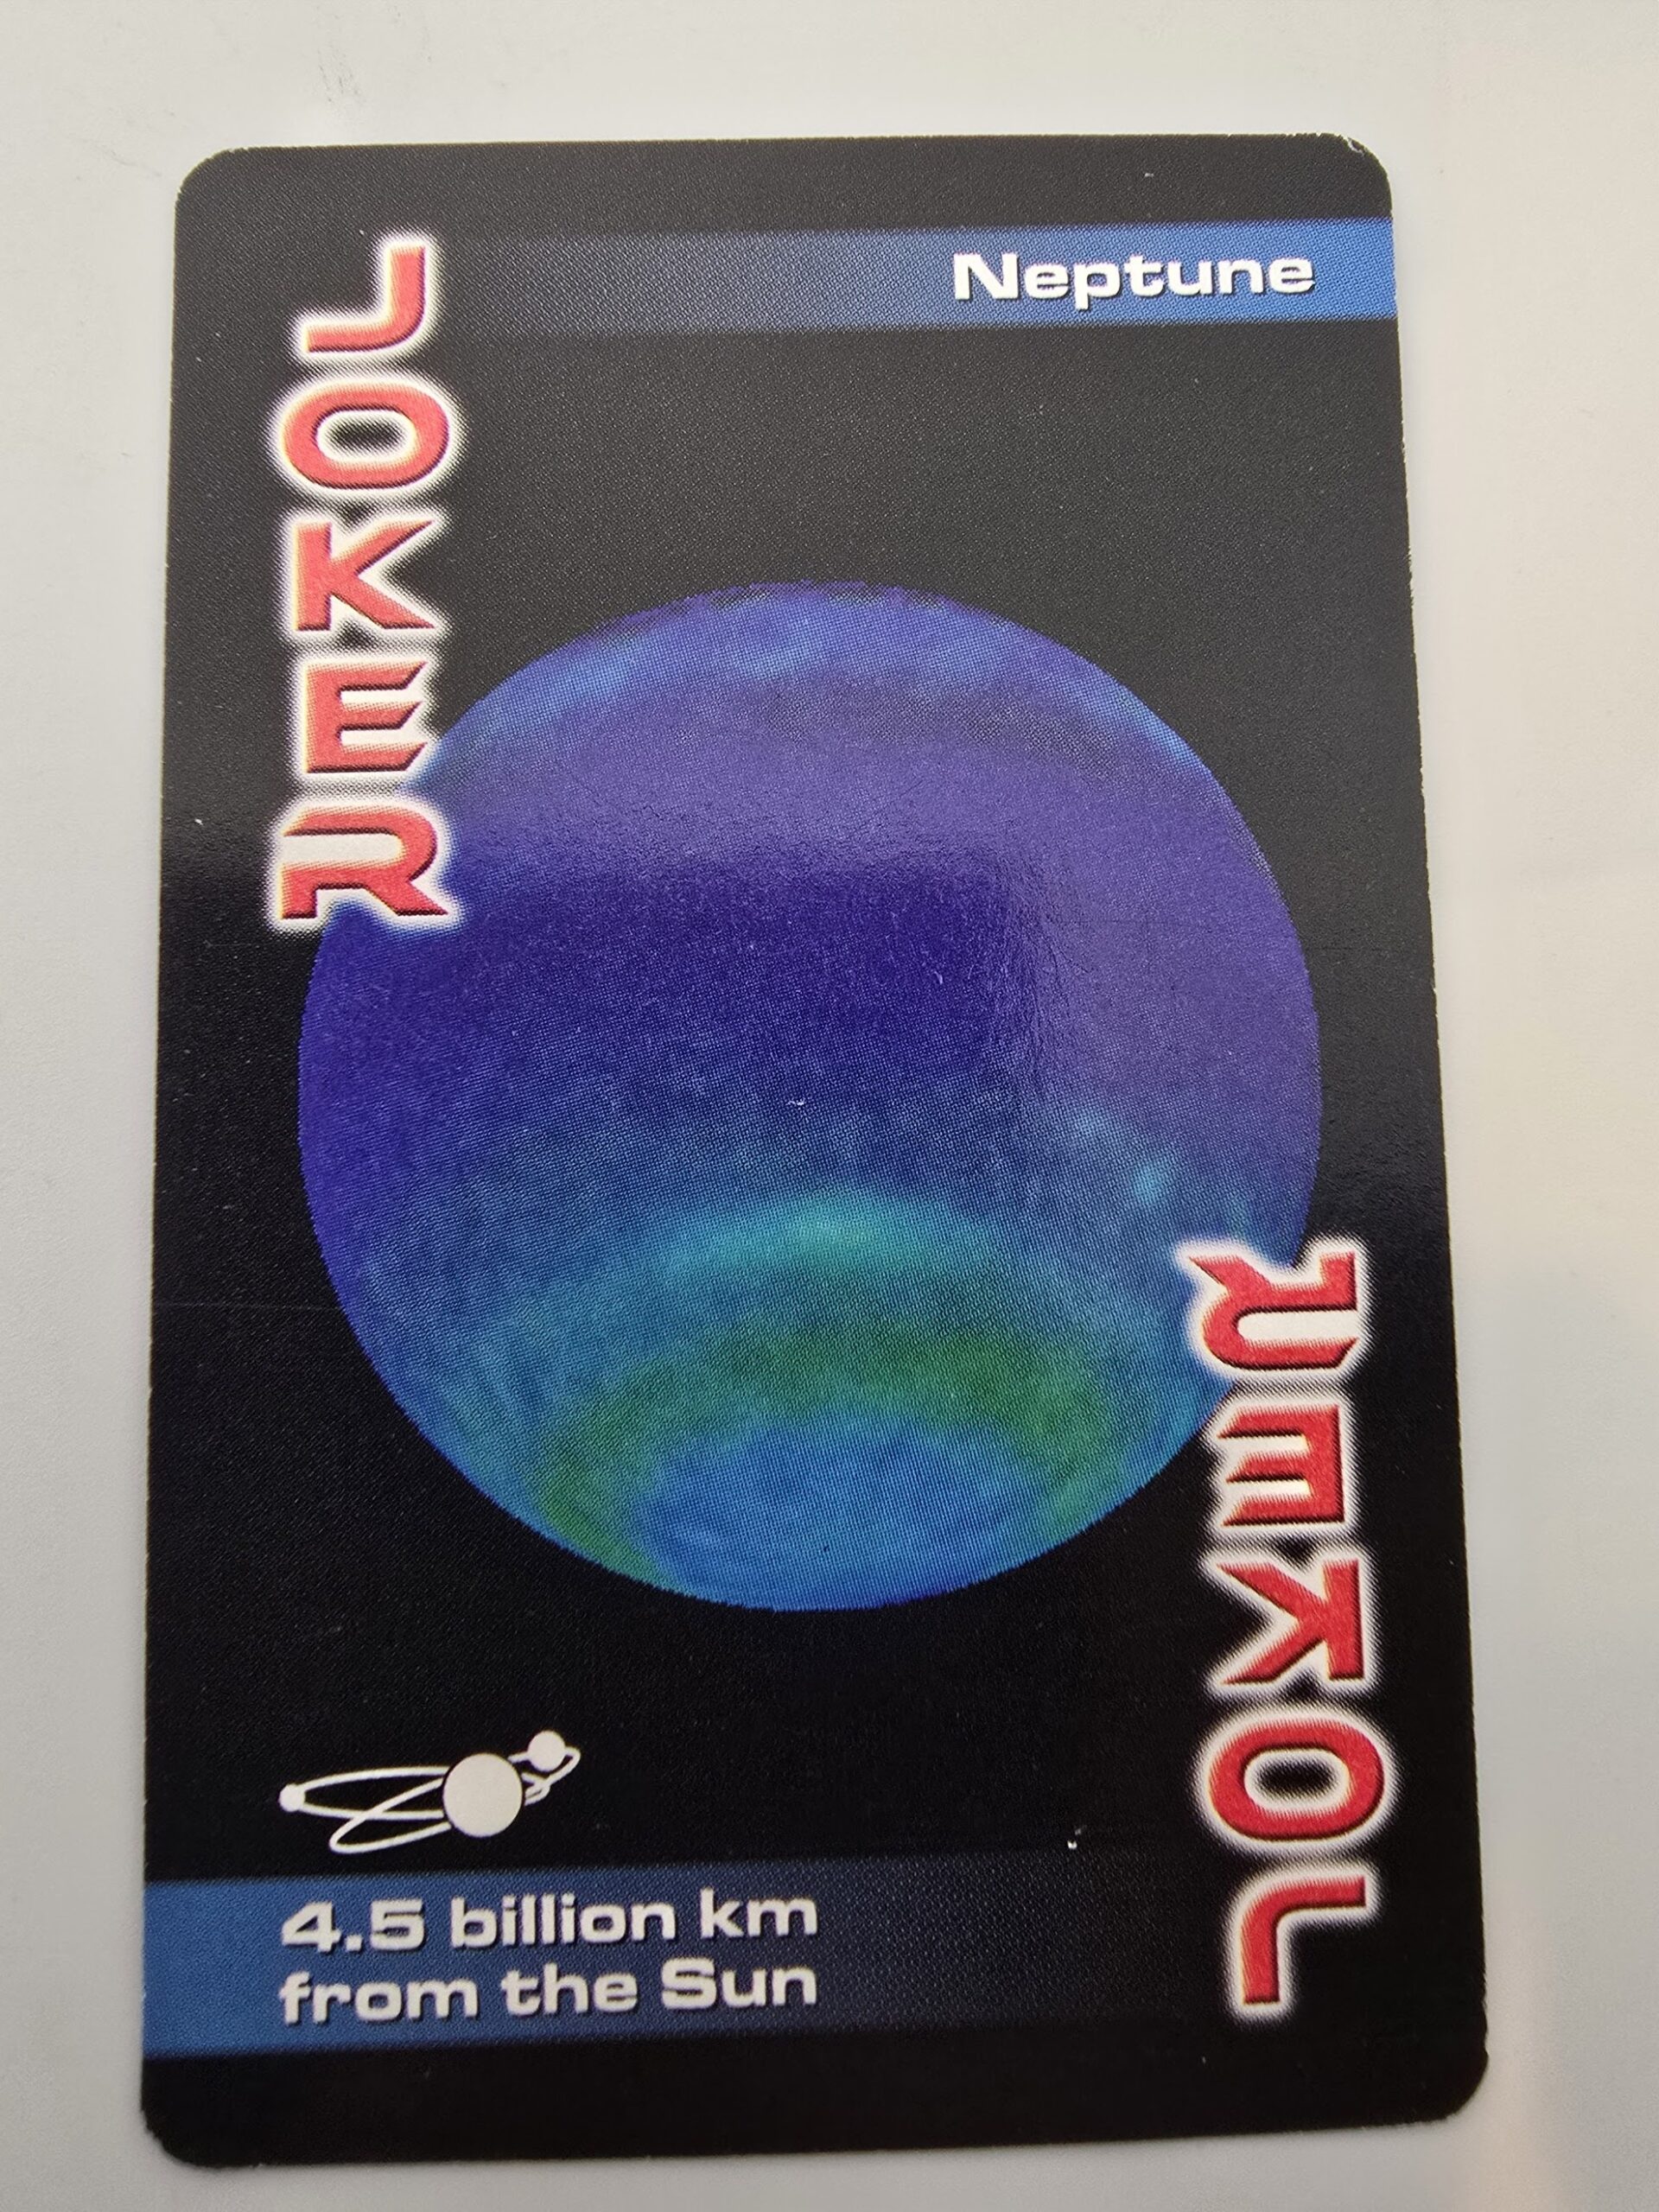 JOKER
Neptune
JOKER
4.5 billion km
from the Sun